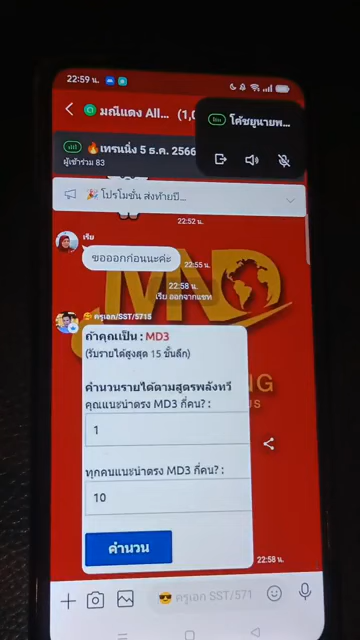 22:59 น.
มณีแดง All... (1,0
โค้ชยูนายพ...
🔥เทรนนิ่ง 5 ธ.ค. 2566
ผู้เข้าร่วม 83
🎉 โปรโมชั่น ส่งท้ายปี...
22:52 น.
เรีย
ขอออกก่อนนะค่ะ
22:55 น.
22:58 น.
เรีย ออกจากแชท
MND
NG
US
😎 ครูเอก/SST/5715
ถ้าคุณเป็น : MD3
(รับรายได้สูงสุด 15 ชั้นลึก)
คำนวนรายได้ตามสูตรพลังทวี
คุณแนะนำตรง MD3 กี่คน? :
1
ทุกคนแนะนำตรง MD3 กี่คน? :
10
คำนวน
22:58 น.
😎 ครูเอก SST/571